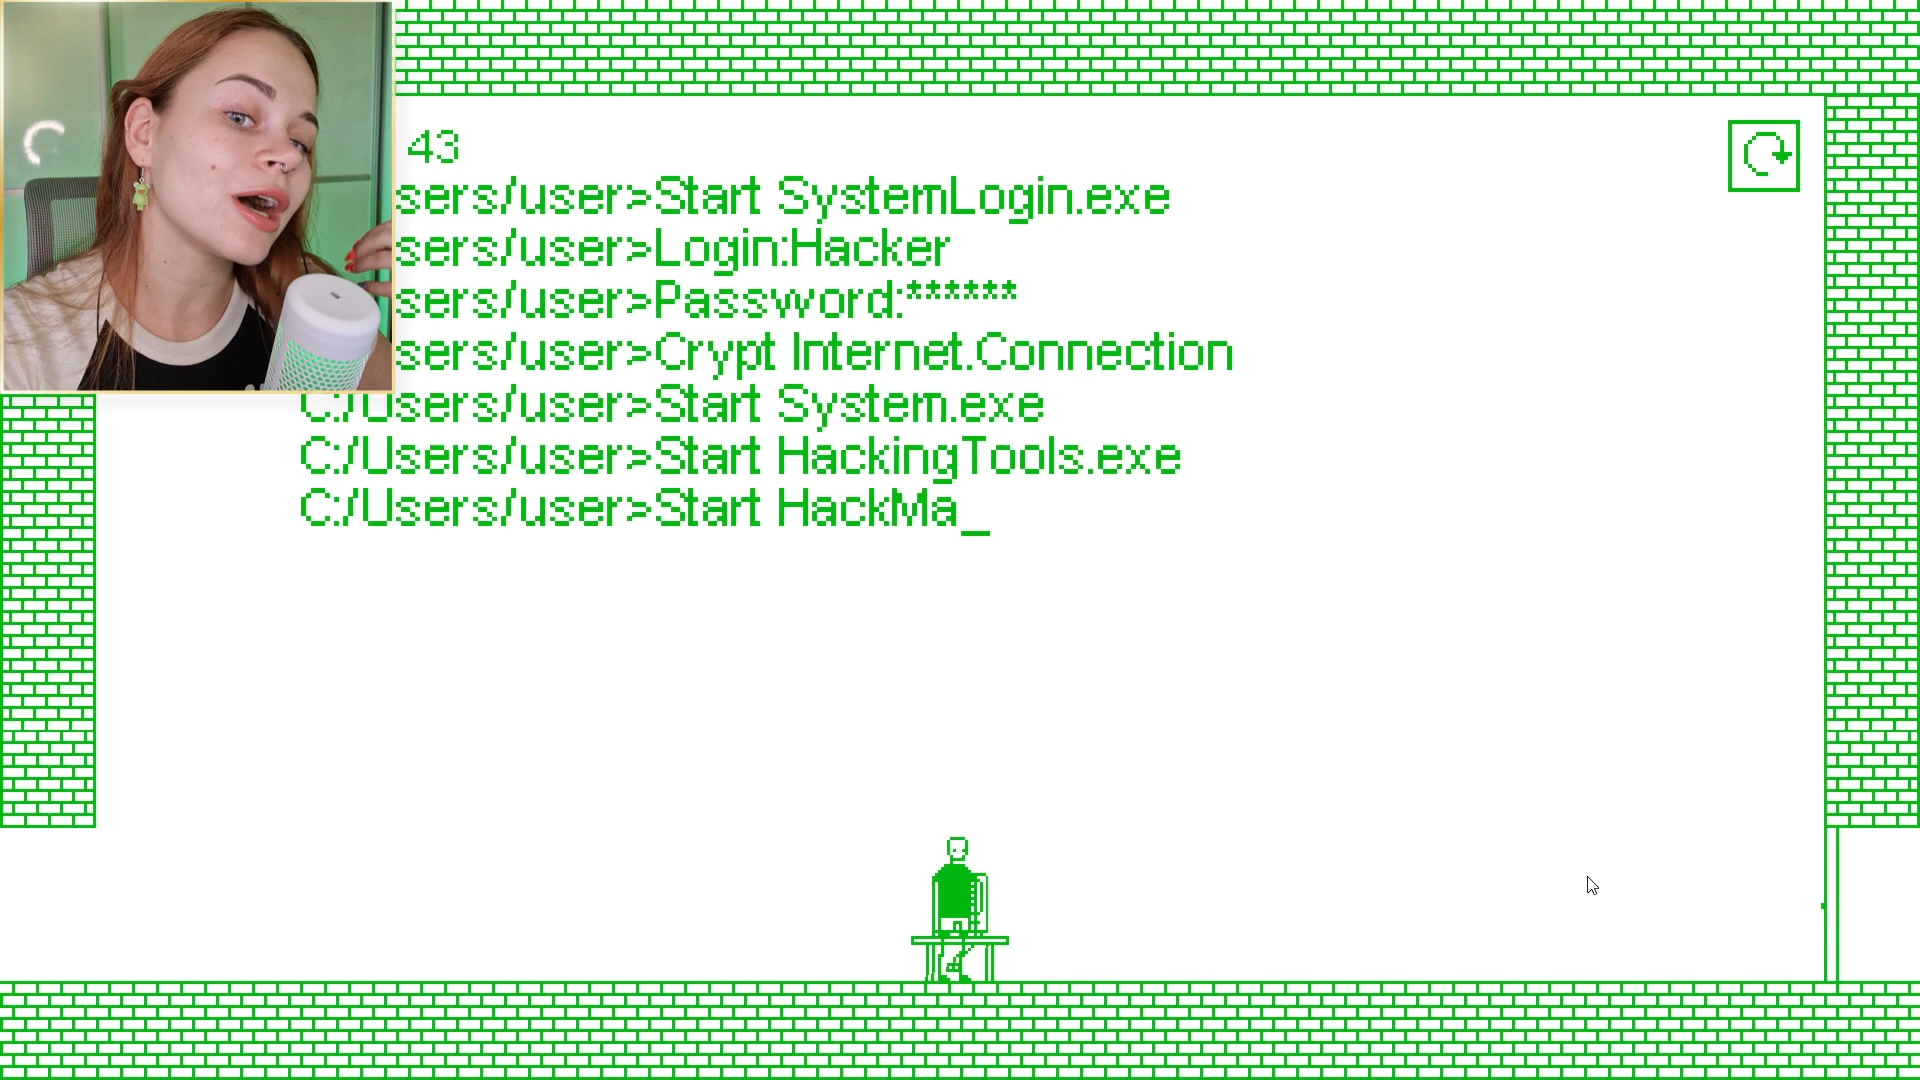 43
sers/user>Start SystemLogin.exe
sers/user>Login:Hacker
sers/user>Password:******
sers/user>Crypt Internet.Connection
C:/Users/user>Start System.exe
C:/Users/user>Start HackingTools.exe
C:/Users/user>Start HackMa_